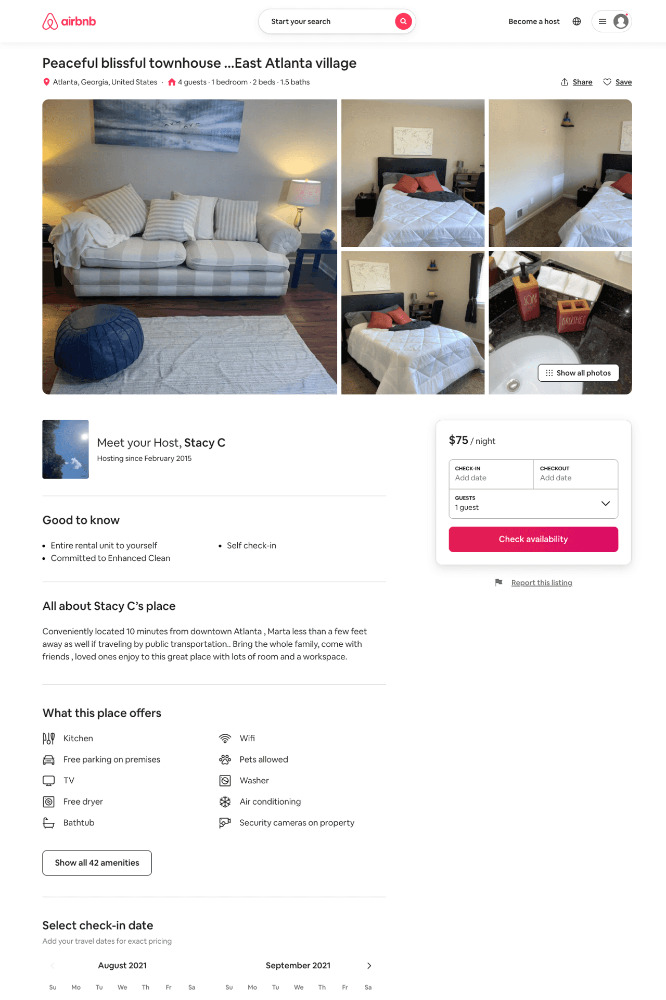 airbnb
Start your search
Become a host
Peaceful blissful townhouse ...East Atlanta village
Atlanta, Georgia, United States · 4 guests · 1 bedroom · 2 beds · 1.5 baths
Share
Save
SOAP
BRUSHES
Show all photos
Meet your Host, Stacy C
Hosting since February 2015
$75 / night
CHECK-IN
Add date
CHECKOUT
Add date
GUESTS
1 guest
Check availability
Report this listing
Good to know
Entire rental unit to yourself
Self check-in
Committed to Enhanced Clean
All about Stacy C’s place
Conveniently located 10 minutes from downtown Atlanta , Marta less than a few feet
away as well if traveling by public transportation.. Bring the whole family, come with
friends , loved ones enjoy to this great place with lots of room and a workspace.
What this place offers
Kitchen
Wifi
Free parking on premises
Pets allowed
TV
Washer
Free dryer
Air conditioning
Bathtub
Security cameras on property
Show all 42 amenities
Select check-in date
Add your travel dates for exact pricing
August 2021
September 2021
Su Mo Tu We Th Fr Sa
Su Mo Tu We Th Fr Sa